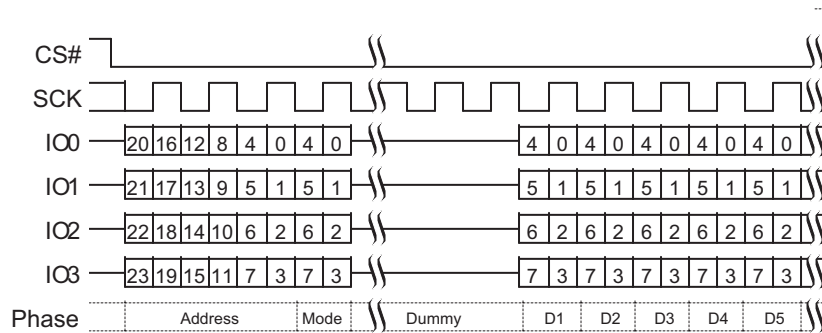 CS#
SCK
IO0 20 16 12 8 4 0 4 0 4 0 4 0 4 0 4 0 4 0
IO1 21 17 13 9 5 1 5 1 5 1 5 1 5 1 5 1 5 1
IO2 22 18 14 10 6 2 6 2 6 2 6 2 6 2 6 2 6 2
IO3 23 19 15 11 7 3 7 3 7 3 7 3 7 3 7 3 7 3
Phase Address Mode Dummy D1 D2 D3 D4 D5